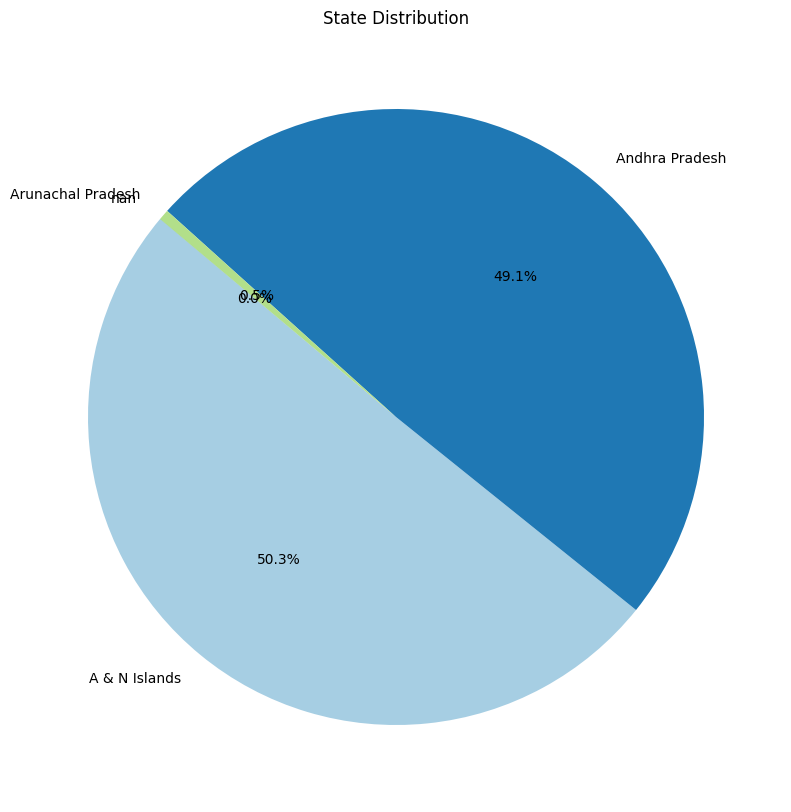 State Distribution
Andhra Pradesh
Arunachal Pradesh
nan
49.1%
0.5%
0.0%
50.3%
A & N Islands